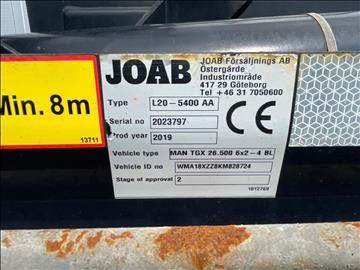 JOAB
JOAB Försäljnings AB
Östergärde
Industriområde
417 29 Göteborg
Tel +46 31 7050600
Type L20-5400 AA
Serial no 2023797
Prod year 2019
CE
Vehicle type MAN TGX 26.500 6x2-4 BL
Vehicle ID no WMA18XZZ8KM828724
Stage of approval 2
1012769
Min. 8m
13711